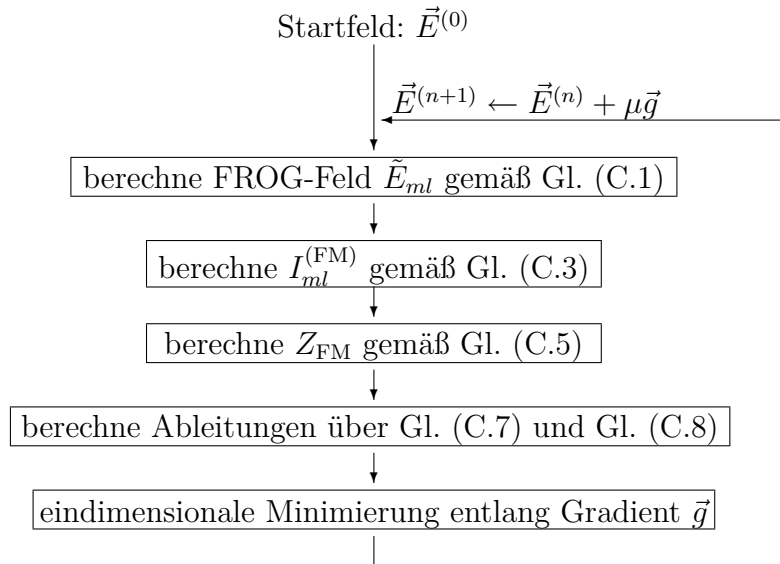 Startfeld: $\vec{E}^{(0)}$
$\vec{E}^{(n+1)} \leftarrow \vec{E}^{(n)} + \mu\vec{g}$
berechne FROG-Feld $\tilde{E}_{ml}$ gemäß Gl. (C.1)
berechne $I_{ml}^{(\mathrm{FM})}$ gemäß Gl. (C.3)
berechne $Z_{\mathrm{FM}}$ gemäß Gl. (C.5)
berechne Ableitungen über Gl. (C.7) und Gl. (C.8)
eindimensionale Minimierung entlang Gradient $\vec{g}$